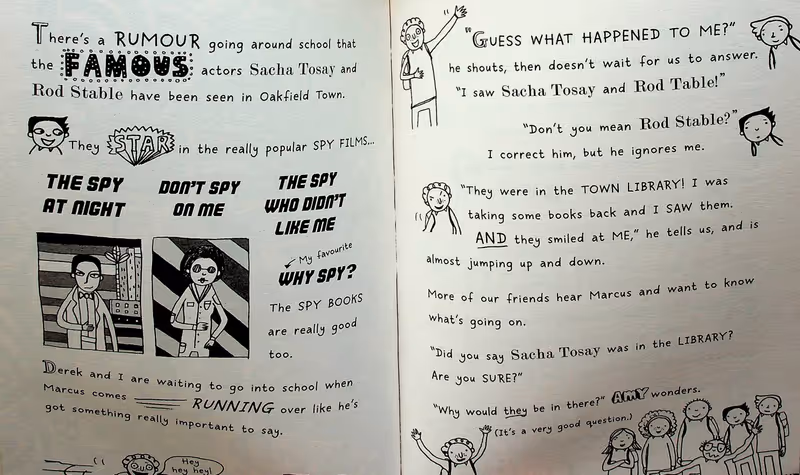 There's a RUMOUR going around school that
the FAMOUS actors Sacha Tosay and
Rod Stable have been seen in Oakfield Town.
They STAR in the really popular SPY FILMS...
THE SPY
AT NIGHT
DON'T SPY
ON ME
THE SPY
WHO DIDN'T
LIKE ME
My favourite
WHY SPY?
The SPY BOOKS
are really good
too.
Derek and I are waiting to go into school when
Marcus comes RUNNING over like he's
got something really important to say.
Hey
hey hey!
"GUESS WHAT HAPPENED TO ME?"
he shouts, then doesn't wait for us to answer.
"I saw Sacha Tosay and Rod Table!"
"Don't you mean Rod Stable?"
I correct him, but he ignores me.
"They were in the TOWN LIBRARY! I was
taking some books back and I SAW them.
AND they smiled at ME," he tells us, and is
almost jumping up and down.
More of our friends hear Marcus and want to know
what's going on.
"Did you say Sacha Tosay was in the LIBRARY?
Are you SURE?"
"Why would they be in there?" AMY wonders.
(It's a very good question.)